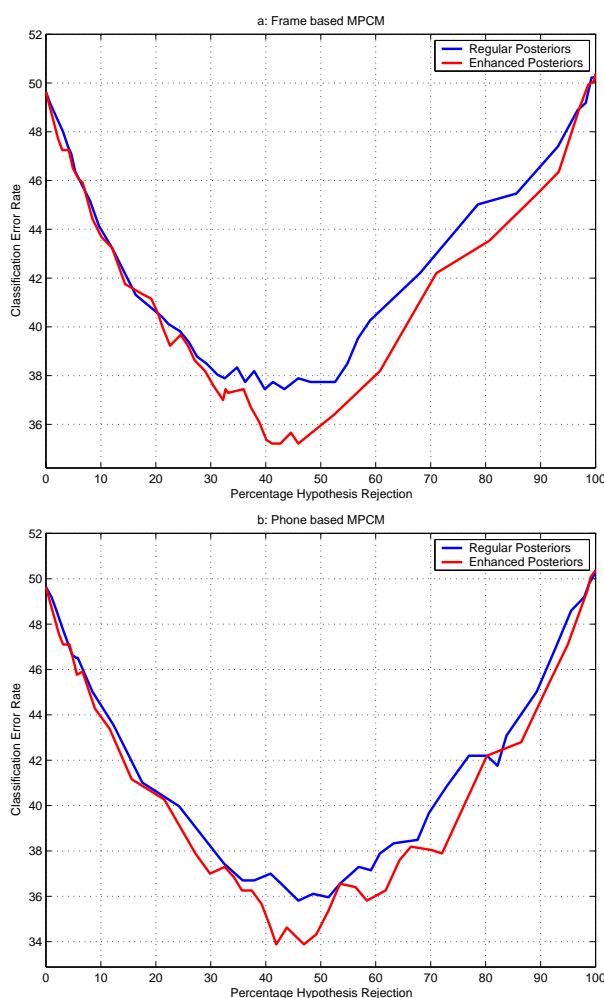 a: Frame based MPCM
52
50
48
46
44
42
40
38
36
Classification Error Rate
Regular Posteriors
Enhanced Posteriors
0 10 20 30 40 50 60 70 80 90 100
Percentage Hypothesis Rejection
b: Phone based MPCM
52
50
48
46
44
42
40
38
36
34
Classification Error Rate
Regular Posteriors
Enhanced Posteriors
0 10 20 30 40 50 60 70 80 90 100
Percentage Hypothesis Rejection